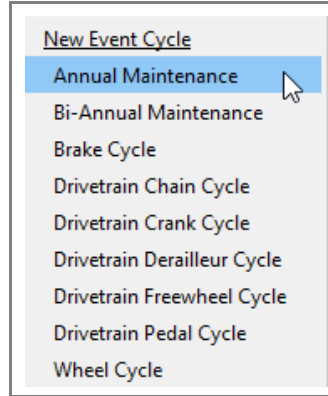 New Event Cycle
Annual Maintenance
Bi-Annual Maintenance
Brake Cycle
Drivetrain Chain Cycle
Drivetrain Crank Cycle
Drivetrain Derailleur Cycle
Drivetrain Freewheel Cycle
Drivetrain Pedal Cycle
Wheel Cycle